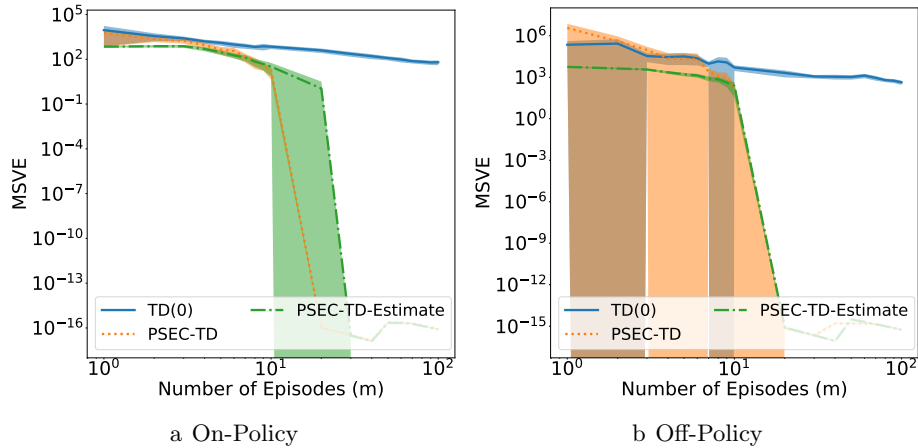 10^5
10^2
10^-1
10^-4
10^-7
10^-10
10^-13
10^-16
MSVE
TD(0)
PSEC-TD
PSEC-TD-Estimate
10^0
10^1
10^2
Number of Episodes (m)
a On-Policy
10^6
10^3
10^0
10^-3
10^-6
10^-9
10^-12
10^-15
MSVE
TD(0)
PSEC-TD
PSEC-TD-Estimate
10^0
10^1
10^2
Number of Episodes (m)
b Off-Policy